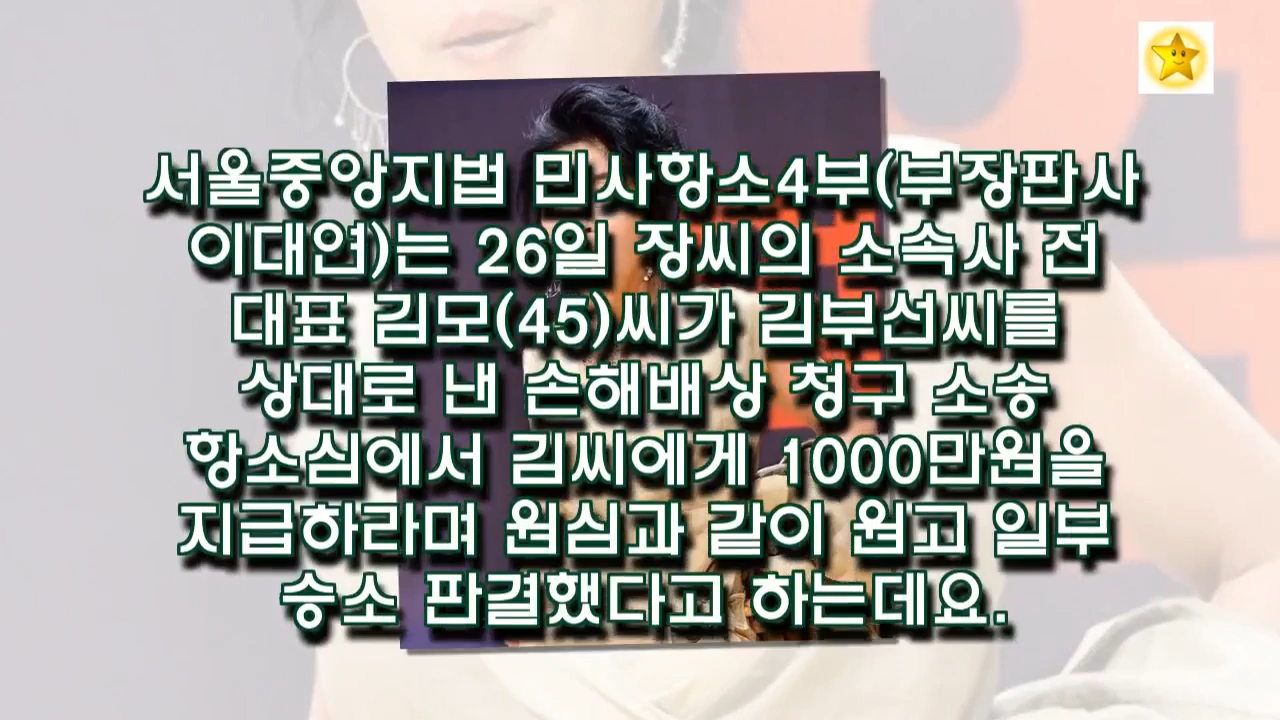 서울중앙지법 민사항소4부(부장판사
이대연)는 26일 장씨의 소속사 전
대표 김모(45)씨가 김부선씨를
상대로 낸 손해배상 청구 소송
항소심에서 김씨에게 1000만원을
지급하라며 원심과 같이 원고 일부
승소 판결했다고 하는데요.